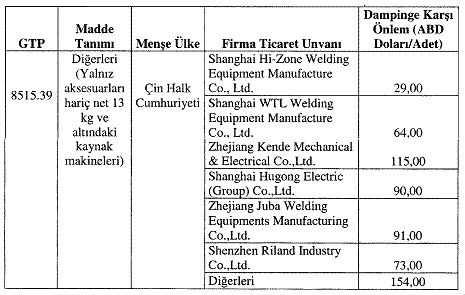 GTP
Madde
Tanımı
Menşe Ülke
Firma Ticaret Unvanı
Dampinge Karşı
Önlem (ABD
Doları/Adet)
8515.39
Diğerleri
(Yalnız
aksesuarları
hariç net 13
kg ve
altındaki
kaynak
makineleri)
Çin Halk
Cumhuriyeti
Shanghai Hi-Zone Welding
Equipment Manufacture
Co., Ltd.
29,00
Shanghai WTL Welding
Equipment Manufacture
Co., Ltd.
64,00
Zhejiang Kende Mechanical
& Electrical Co.,Ltd.
115,00
Shanghai Hugong Electric
(Group) Co.,Ltd.
90,00
Zhejiang Juba Welding
Equipments Manufacturing
Co.,Ltd.
91,00
Shenzhen Riland Industry
Co.,Ltd.
73,00
Diğerleri
154,00